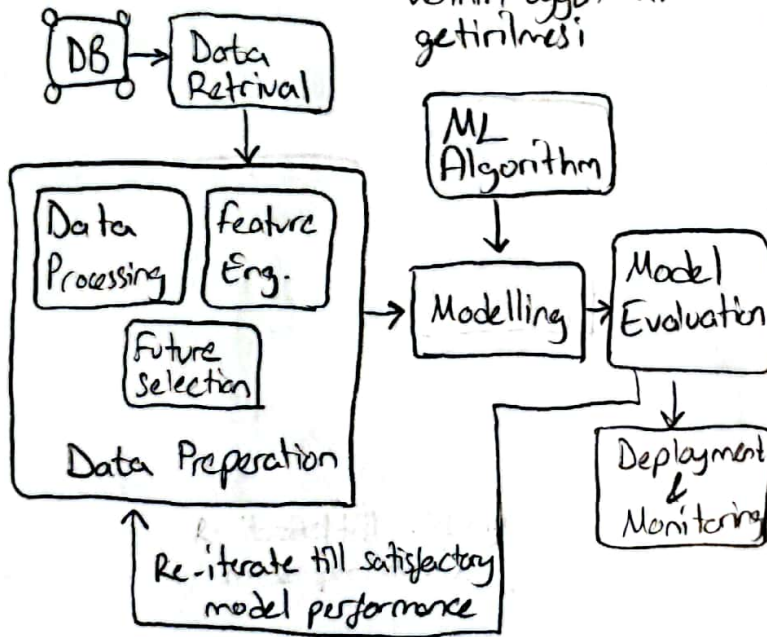 getirilmesi
DB
Data
Retrival
ML
Algorithm
Data
Processing
Feature
Eng.
Future
Selection
Data Preperation
Modelling
Model
Evaluation
Deployment
&
Monitoring
Re-iterate till satisfactory
model performance